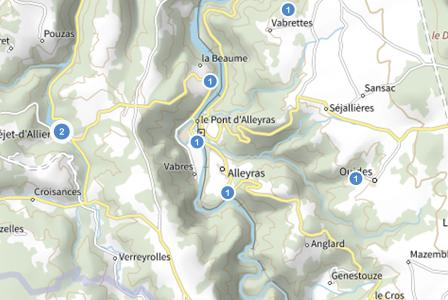 1
Vabrettes
Pouzas
la Beaume
1
Sansac
Séjallières
le Pont d'Alleyras
2
1
Vabres
Alleyras
1
1
Croisances
Anglard
Verreyrolles
Genestouze
le Cros